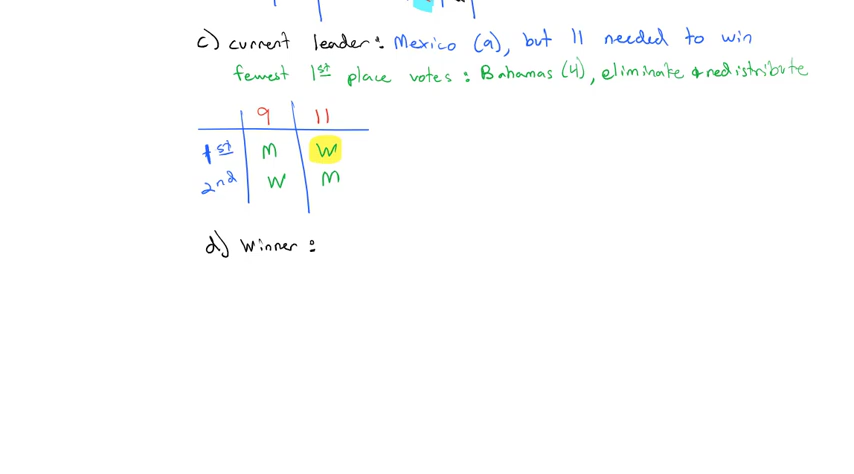 c) current leader: Mexico (9), but 11 needed to win
fewest 1st place votes: Bahamas (4), eliminate & redistribute
9 11
1st M W
2nd W M
d) Winner: